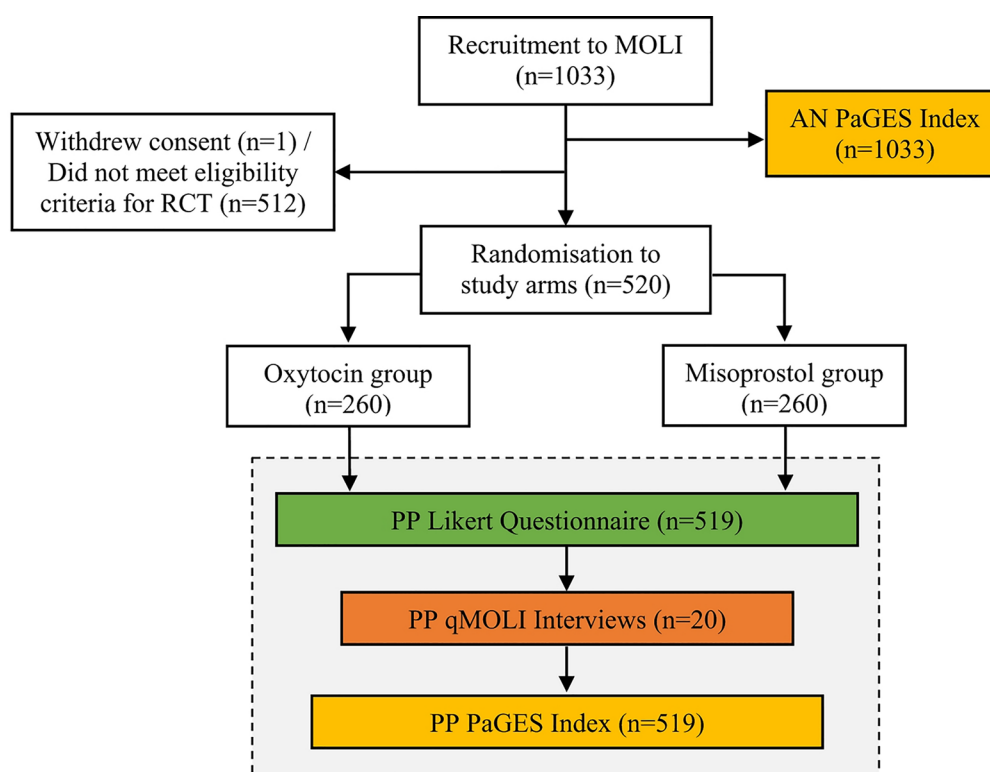 Recruitment to MOLI
(n=1033)
AN PaGES Index
(n=1033)
Withdrew consent (n=1) /
Did not meet eligibility
criteria for RCT (n=512)
Randomisation to
study arms (n=520)
Oxytocin group
(n=260)
Misoprostol group
(n=260)
PP Likert Questionnaire (n=519)
PP qMOLI Interviews (n=20)
PP PaGES Index (n=519)